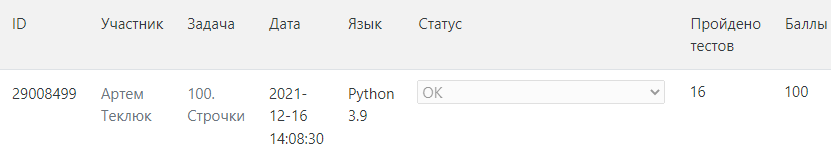 ID Участник Задача Дата Язык Статус Пройдено тестов Баллы
29008499 Артем Теклюк 100. Строчки 2021-12-16 14:08:30 Python 3.9 OK 16 100